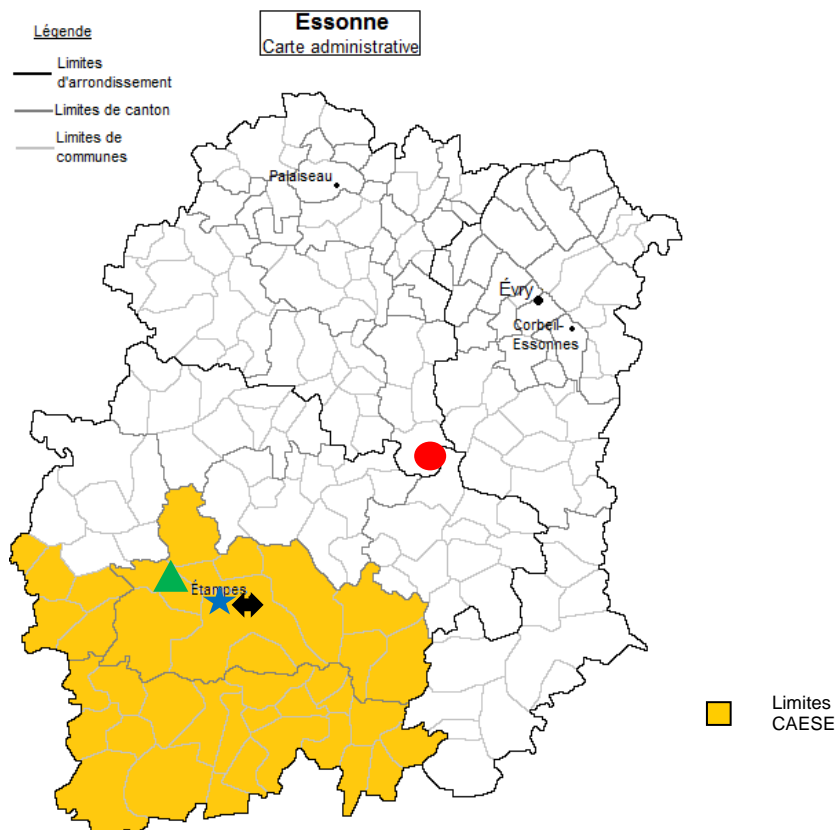 Essonne
Carte administrative
Légende
Limites
d'arrondissement
Limites de canton
Limites de
communes
Palaiseau
Évry
Corbeil-
Essonnes
Étampes
Limites
CAESE